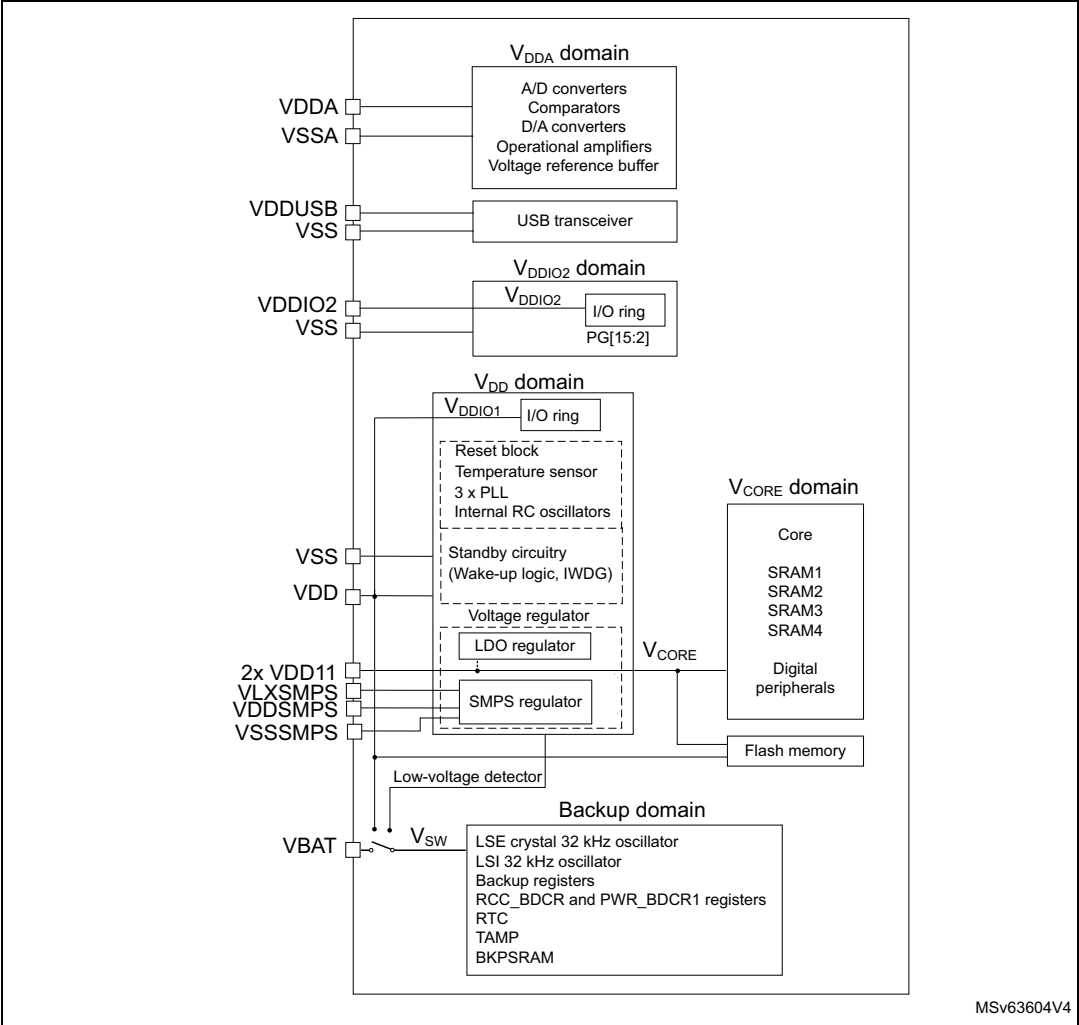 VDDA domain
A/D converters
Comparators
D/A converters
Operational amplifiers
Voltage reference buffer
VDDA
VSSA
VDDUSB
VSS
USB transceiver
VDDIO2 domain
VDDIO2
VSS
VDDIO2
I/O ring
PG[15:2]
VDD domain
VDDIO1
I/O ring
Reset block
Temperature sensor
3 x PLL
Internal RC oscillators
Standby circuitry
(Wake-up logic, IWDG)
VSS
VDD
Voltage regulator
LDO regulator
SMPS regulator
2x VDD11
VLXSMPS
VDDSMPS
VSSSMPS
VCORE
VCORE domain
Core
SRAM1
SRAM2
SRAM3
SRAM4
Digital
peripherals
Flash memory
Low-voltage detector
Backup domain
VBAT
VSW
LSE crystal 32 kHz oscillator
LSI 32 kHz oscillator
Backup registers
RCC_BDCR and PWR_BDCR1 registers
RTC
TAMP
BKPSRAM
MSv63604V4